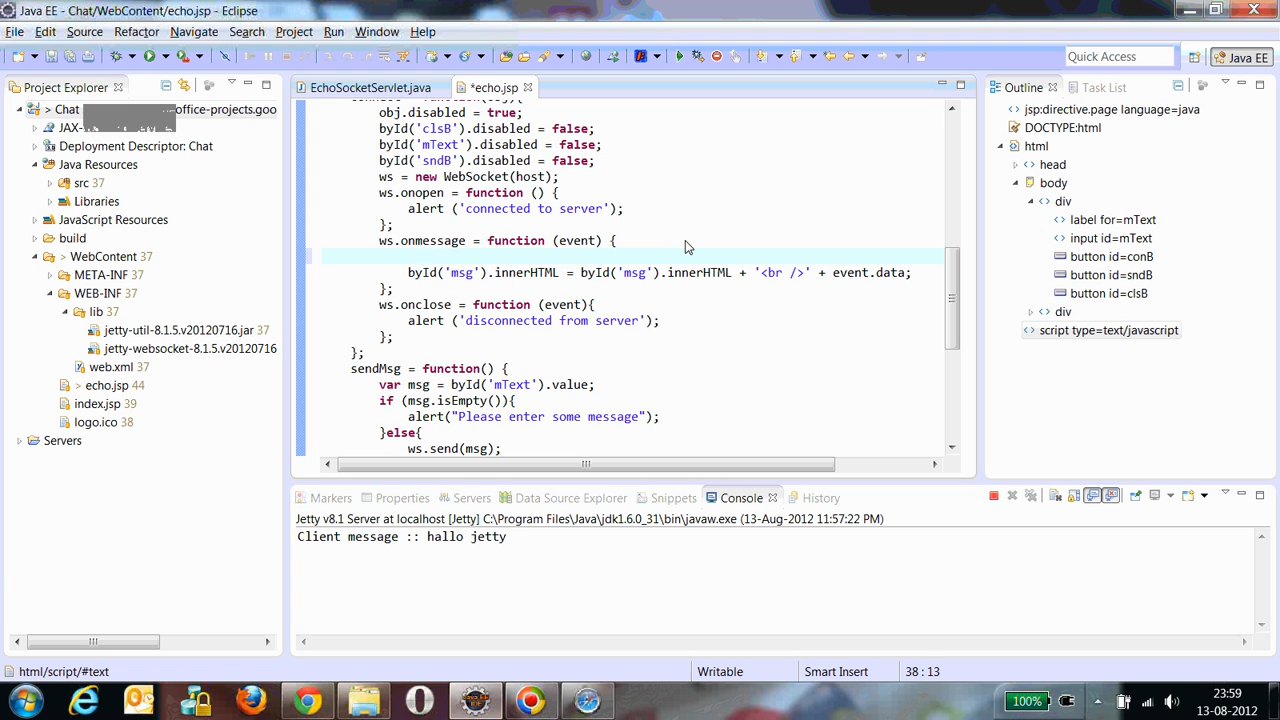 Java EE - Chat/WebContent/echo.jsp - Eclipse
File Edit Source Refactor Navigate Search Project Run Window Help
Quick Access
Java EE
Project Explorer
> Chat office-projects.goo
JAX-
Deployment Descriptor: Chat
Java Resources
src 37
Libraries
JavaScript Resources
build
> WebContent 37
META-INF
WEB-INF
lib 37
jetty-util-8.1.5.v20120716.jar 37
jetty-websocket-8.1.5.v20120716
web.xml 37
> echo.jsp 44
index.jsp 39
logo.ico 38
Servers
EchoSocketServlet.java
*echo.jsp
obj.disabled = true;
byId('clsB').disabled = false;
byId('mText').disabled = false;
byId('sndB').disabled = false;
ws = new WebSocket(host);
ws.onopen = function () {
alert ('connected to server');
};
ws.onmessage = function (event) {
byId('msg').innerHTML = byId('msg').innerHTML + '<br />' + event.data;
};
ws.onclose = function (event){
alert ('disconnected from server');
};
};
sendMsg = function() {
var msg = byId('mText').value;
if (msg.isEmpty()){
alert("Please enter some message");
}else{
ws.send(msg);
Outline
Task List
jsp:directive.page language=java
DOCTYPE:html
html
head
body
div
label for=mText
input id=mText
button id=conB
button id=sndB
button id=clsB
div
script type=text/javascript
Markers
Properties
Servers
Data Source Explorer
Snippets
Console
History
Jetty v8.1 Server at localhost [Jetty] C:\Program Files\Java\jdk1.6.0_31\bin\javaw.exe (13-Aug-2012 11:57:22 PM)
Client message :: hallo jetty
html/script/#text
Writable
Smart Insert
38 : 13
100%
23:59
13-08-2012